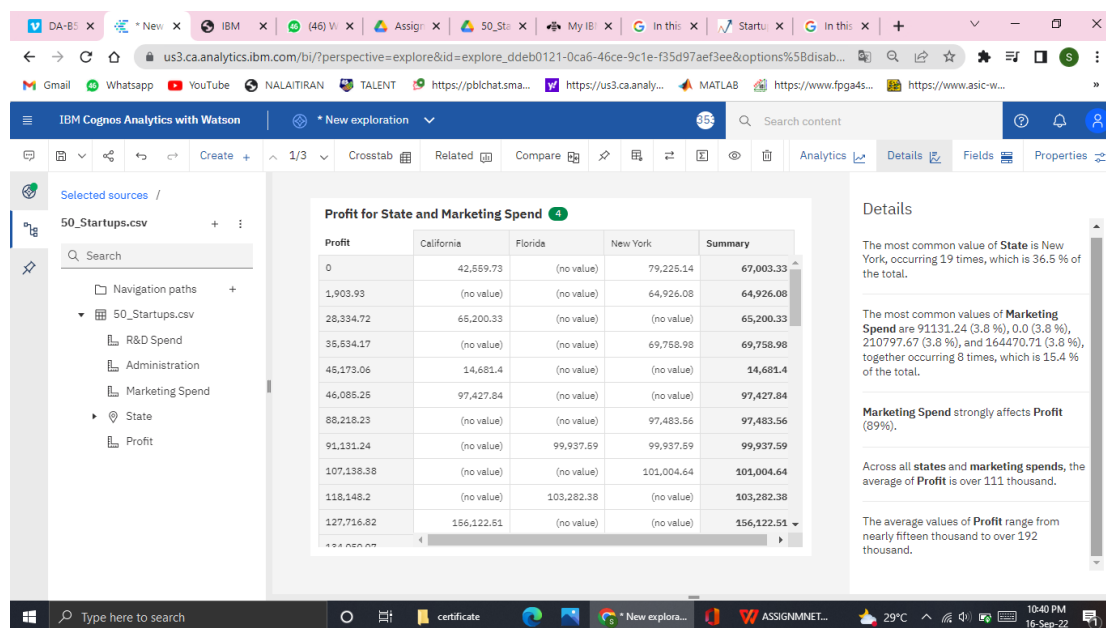 DA-B5
* New
IBM
(46) W
Assign
50_Sta
My IB
In this
Startu
In this
us3.ca.analytics.ibm.com/bi/?perspective=explore&id=explore_ddeb0121-0ca6-46ce-9c1e-f35d97aef3ee&options%5Bdisab...
S
Gmail
Whatsapp
YouTube
NALAITIRAN
TALENT
https://pblchat.sma...
https://us3.ca.analy...
MATLAB
https://www.fpga4s...
https://www.asic-w...
»
IBM Cognos Analytics with Watson
* New exploration
353
Search content
1/3
Create +
Crosstab
Related
Compare
Analytics
Details
Fields
Properties
Selected sources /
50_Startups.csv
Search
Navigation paths
50_Startups.csv
R&D Spend
Administration
Marketing Spend
State
Profit
Profit for State and Marketing Spend 4
Profit California Florida New York Summary
0 42,559.73 (no value) 79,225.14 67,003.33
1,903.93 (no value) (no value) 64,926.08 64,926.08
28,334.72 65,200.33 (no value) (no value) 65,200.33
35,534.17 (no value) (no value) 69,758.98 69,758.98
45,173.06 14,681.4 (no value) (no value) 14,681.4
46,085.25 97,427.84 (no value) (no value) 97,427.84
88,218.23 (no value) (no value) 97,483.56 97,483.56
91,131.24 (no value) 99,937.59 99,937.59 99,937.59
107,138.38 (no value) (no value) 101,004.64 101,004.64
118,148.2 (no value) 103,282.38 (no value) 103,282.38
127,716.82 156,122.51 (no value) (no value) 156,122.51
Details
The most common value of State is New
York, occurring 19 times, which is 36.5 % of
the total.
The most common values of Marketing
Spend are 91131.24 (3.8 %), 0.0 (3.8 %),
210797.67 (3.8 %), and 164470.71 (3.8 %),
together occurring 8 times, which is 15.4 %
of the total.
Marketing Spend strongly affects Profit
(89%).
Across all states and marketing spends, the
average of Profit is over 111 thousand.
The average values of Profit range from
nearly fifteen thousand to over 192
thousand.
Type here to search
certificate
* New explora...
ASSIGNMNET...
29°C
10:40 PM
16-Sep-22